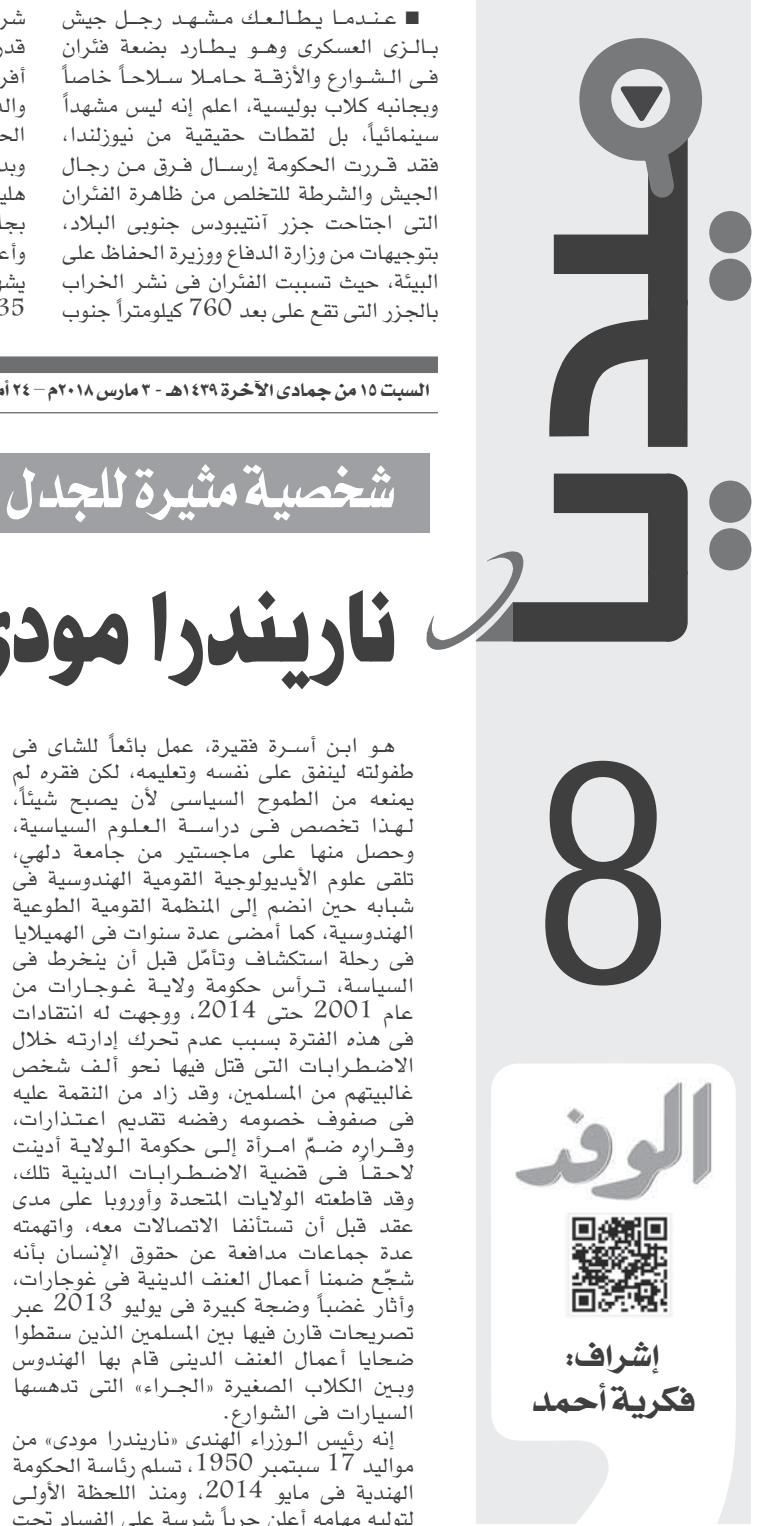 ■ عندما يطالعك مشهد رجل جيش
بالزى العسكرى وهو يطارد بضعة فئران
فى الشوارع والأزقة حاملا سلاحاً خاصاً
وبجانبه كلاب بوليسية، اعلم إنه ليس مشهداً
سينمائياً، بل لقطات حقيقية من نيوزلندا،
فقد قررت الحكومة إرسال فرق من رجال
الجيش والشرطة للتخلص من ظاهرة الفئران
التى اجتاحت جزر آنتيبودس جنوبى البلاد،
بتوجيهات من وزارة الدفاع ووزيرة الحفاظ على
البيئة، حيث تسببت الفئران فى نشر الخراب
بالجزر التى تقع على بعد 760 كيلومتراً جنوب
35
السبت ١٥ من جمادى الآخرة ١٤٣٩هـ - ٣ مارس ٢٠١٨م – ٢٤
شخصية مثيرة للجدل
ناريندرا مودى
هو ابن أسرة فقيرة، عمل بائعاً للشاى فى
طفولته لينفق على نفسه وتعليمه، لكن فقره لم
يمنعه من الطموح السياسى لأن يصبح شيئاً،
لهذا تخصص فى دراسة العلوم السياسية،
وحصل منها على ماجستير من جامعة دلهي،
تلقى علوم الأيديولوجية القومية الهندوسية فى
شبابه حين انضم إلى المنظمة القومية الطوعية
الهندوسية، كما أمضى عدة سنوات فى الهميلايا
فى رحلة استكشاف وتأمّل قبل أن ينخرط فى
السياسة، ترأس حكومة ولاية غوجارات من
عام 2001 حتى 2014، ووجهت له انتقادات
فى هذه الفترة بسبب عدم تحرك إدارته خلال
الاضطرابات التى قتل فيها نحو ألف شخص
غالبيتهم من المسلمين، وقد زاد من النقمة عليه
فى صفوف خصومه رفضه تقديم اعتذارات،
وقراره ضمّ امرأة إلى حكومة الولاية أدينت
لاحقاً فى قضية الاضطرابات الدينية تلك،
وقد قاطعته الولايات المتحدة وأوروبا على مدى
عقد قبل أن تستأنفا الاتصالات معه، واتهمته
عدة جماعات مدافعة عن حقوق الإنسان بأنه
شجّع ضمنا أعمال العنف الدينية فى غوجارات،
وأثار غضباً وضجة كبيرة فى يوليو 2013 عبر
تصريحات قارن فيها بين المسلمين الذين سقطوا
ضحايا أعمال العنف الدينى قام بها الهندوس
وبين الكلاب الصغيرة «الجراء» التى تدهسها
السيارات فى الشوارع.
إنه رئيس الوزراء الهندى «ناريندرا مودى» من
مواليد 17 سبتمبر 1950، تسلم رئاسة الحكومة
الهندية فى مايو 2014، ومنذ اللحظة الأولى
لتوليه مهامه أعلن حرباً شرسة على الفساد تحت
8
الوفد
إشراف:
فكرية أحمد